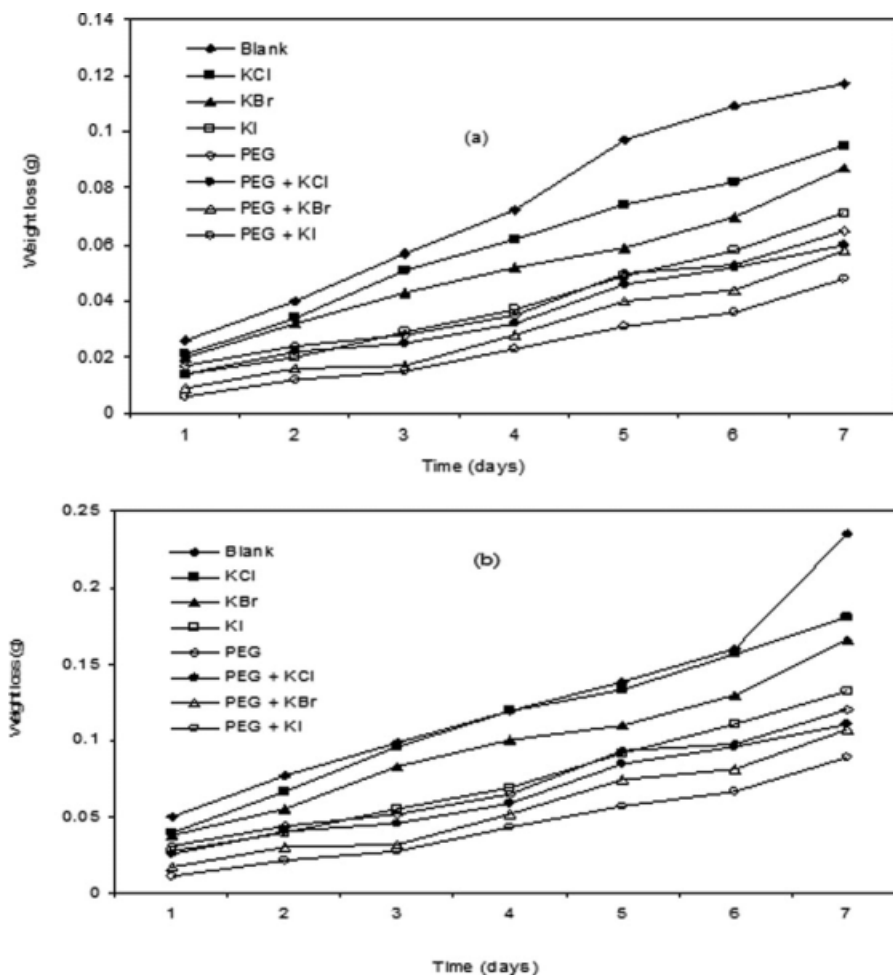 0.14
Blank
KCl
0.12
KBr
KI
0.1
(a)
PEG
PEG + KCl
0.08
PEG + KBr
PEG + KI
0.06
0.04
0.02
0
Weight loss (g)
1 2 3 4 5 6 7
Time (days)
0.25
Blank
(b)
KCl
0.2
KBr
KI
0.15
PEG
PEG + KCl
PEG + KBr
0.1
PEG + KI
0.05
0
Weight loss (g)
1 2 3 4 5 6 7
Time (days)